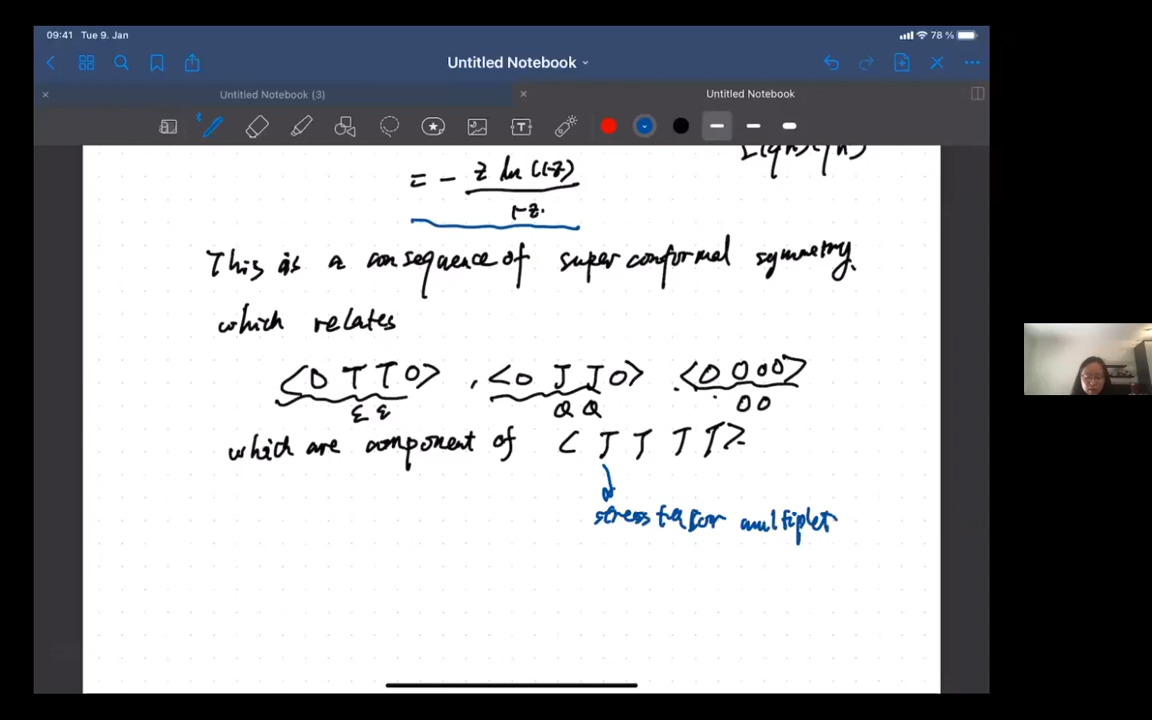 09:41 Tue 9. Jan
78 %
Untitled Notebook
Untitled Notebook (3)
Untitled Notebook
T
= - z ln(1-z)
1-z.
This is a consequence of superconformal symmetry,
which relates
<O T T O> , <O J J O> . <O O O O>
ε ε Q Q O O
which are component of < T T T T >
stress tensor multiplet